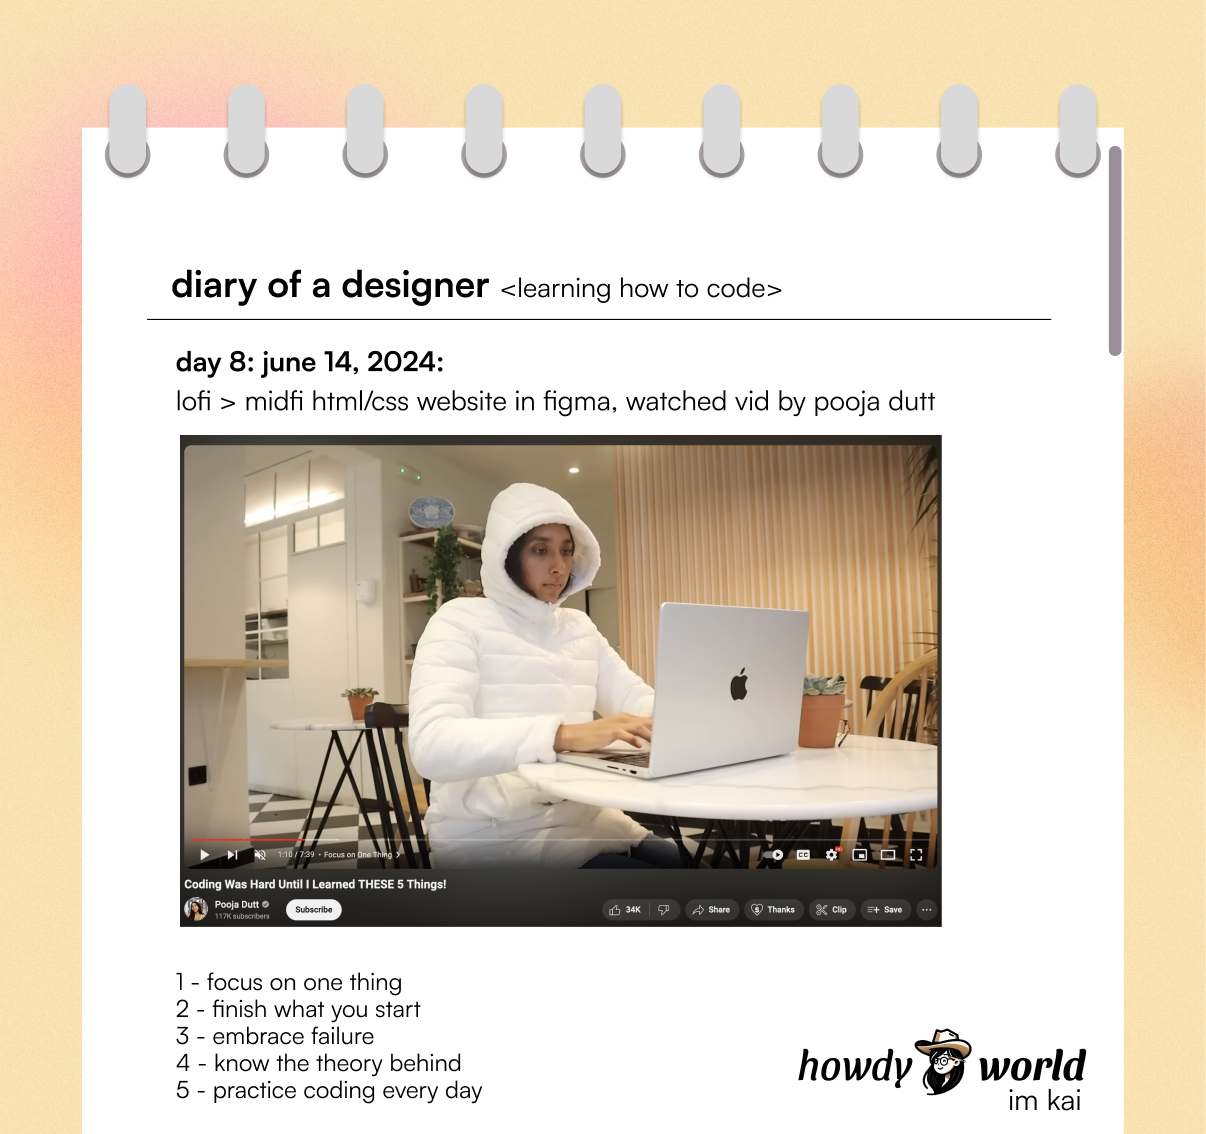 diary of a designer <learning how to code>
day 8: june 14, 2024:
lofi > midfi html/css website in figma, watched vid by pooja dutt
1:10 / 7:39 • Focus on One Thing >
CC
Coding Was Hard Until I Learned THESE 5 Things!
Pooja Dutt
117K subscribers
Subscribe
34K
Share
Thanks
Clip
Save
1 - focus on one thing
2 - finish what you start
3 - embrace failure
4 - know the theory behind
5 - practice coding every day
howdy world
im kai